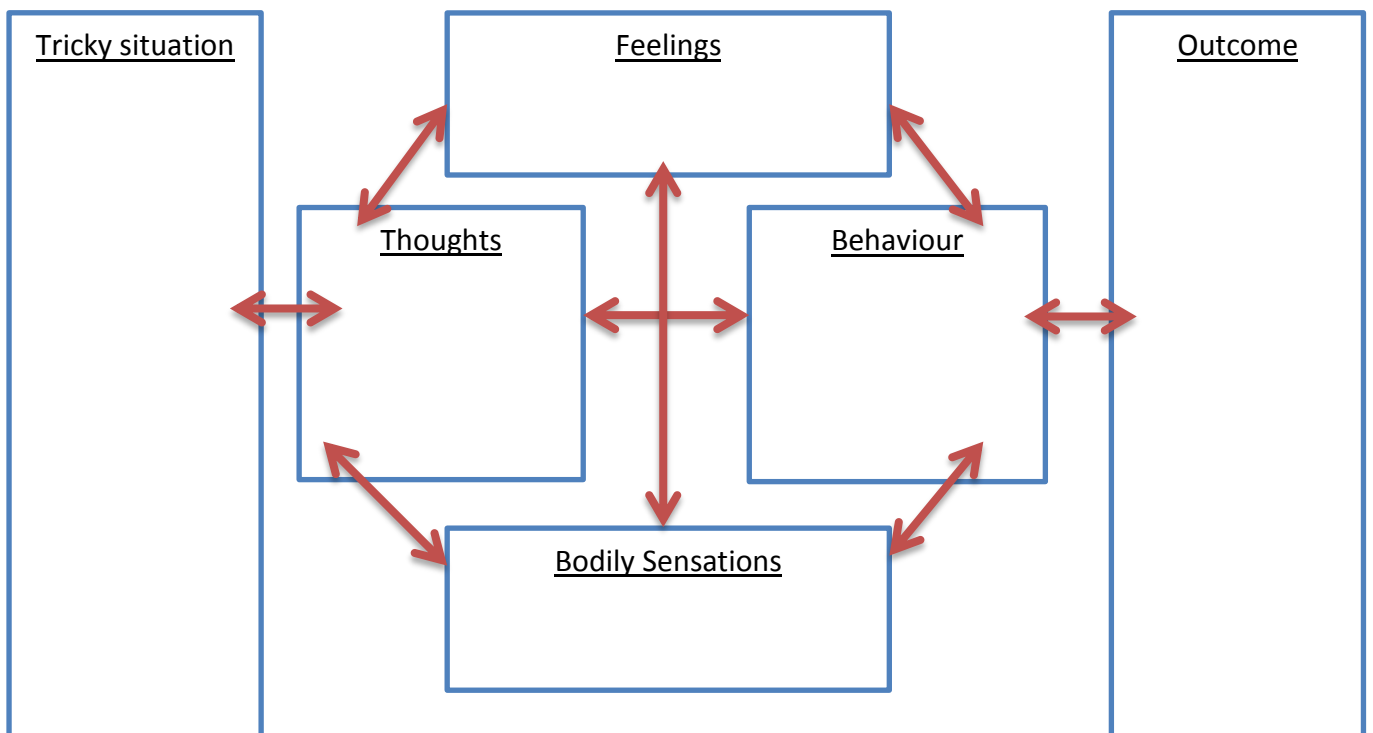 Tricky situation
Feelings
Outcome
Thoughts
Behaviour
Bodily Sensations